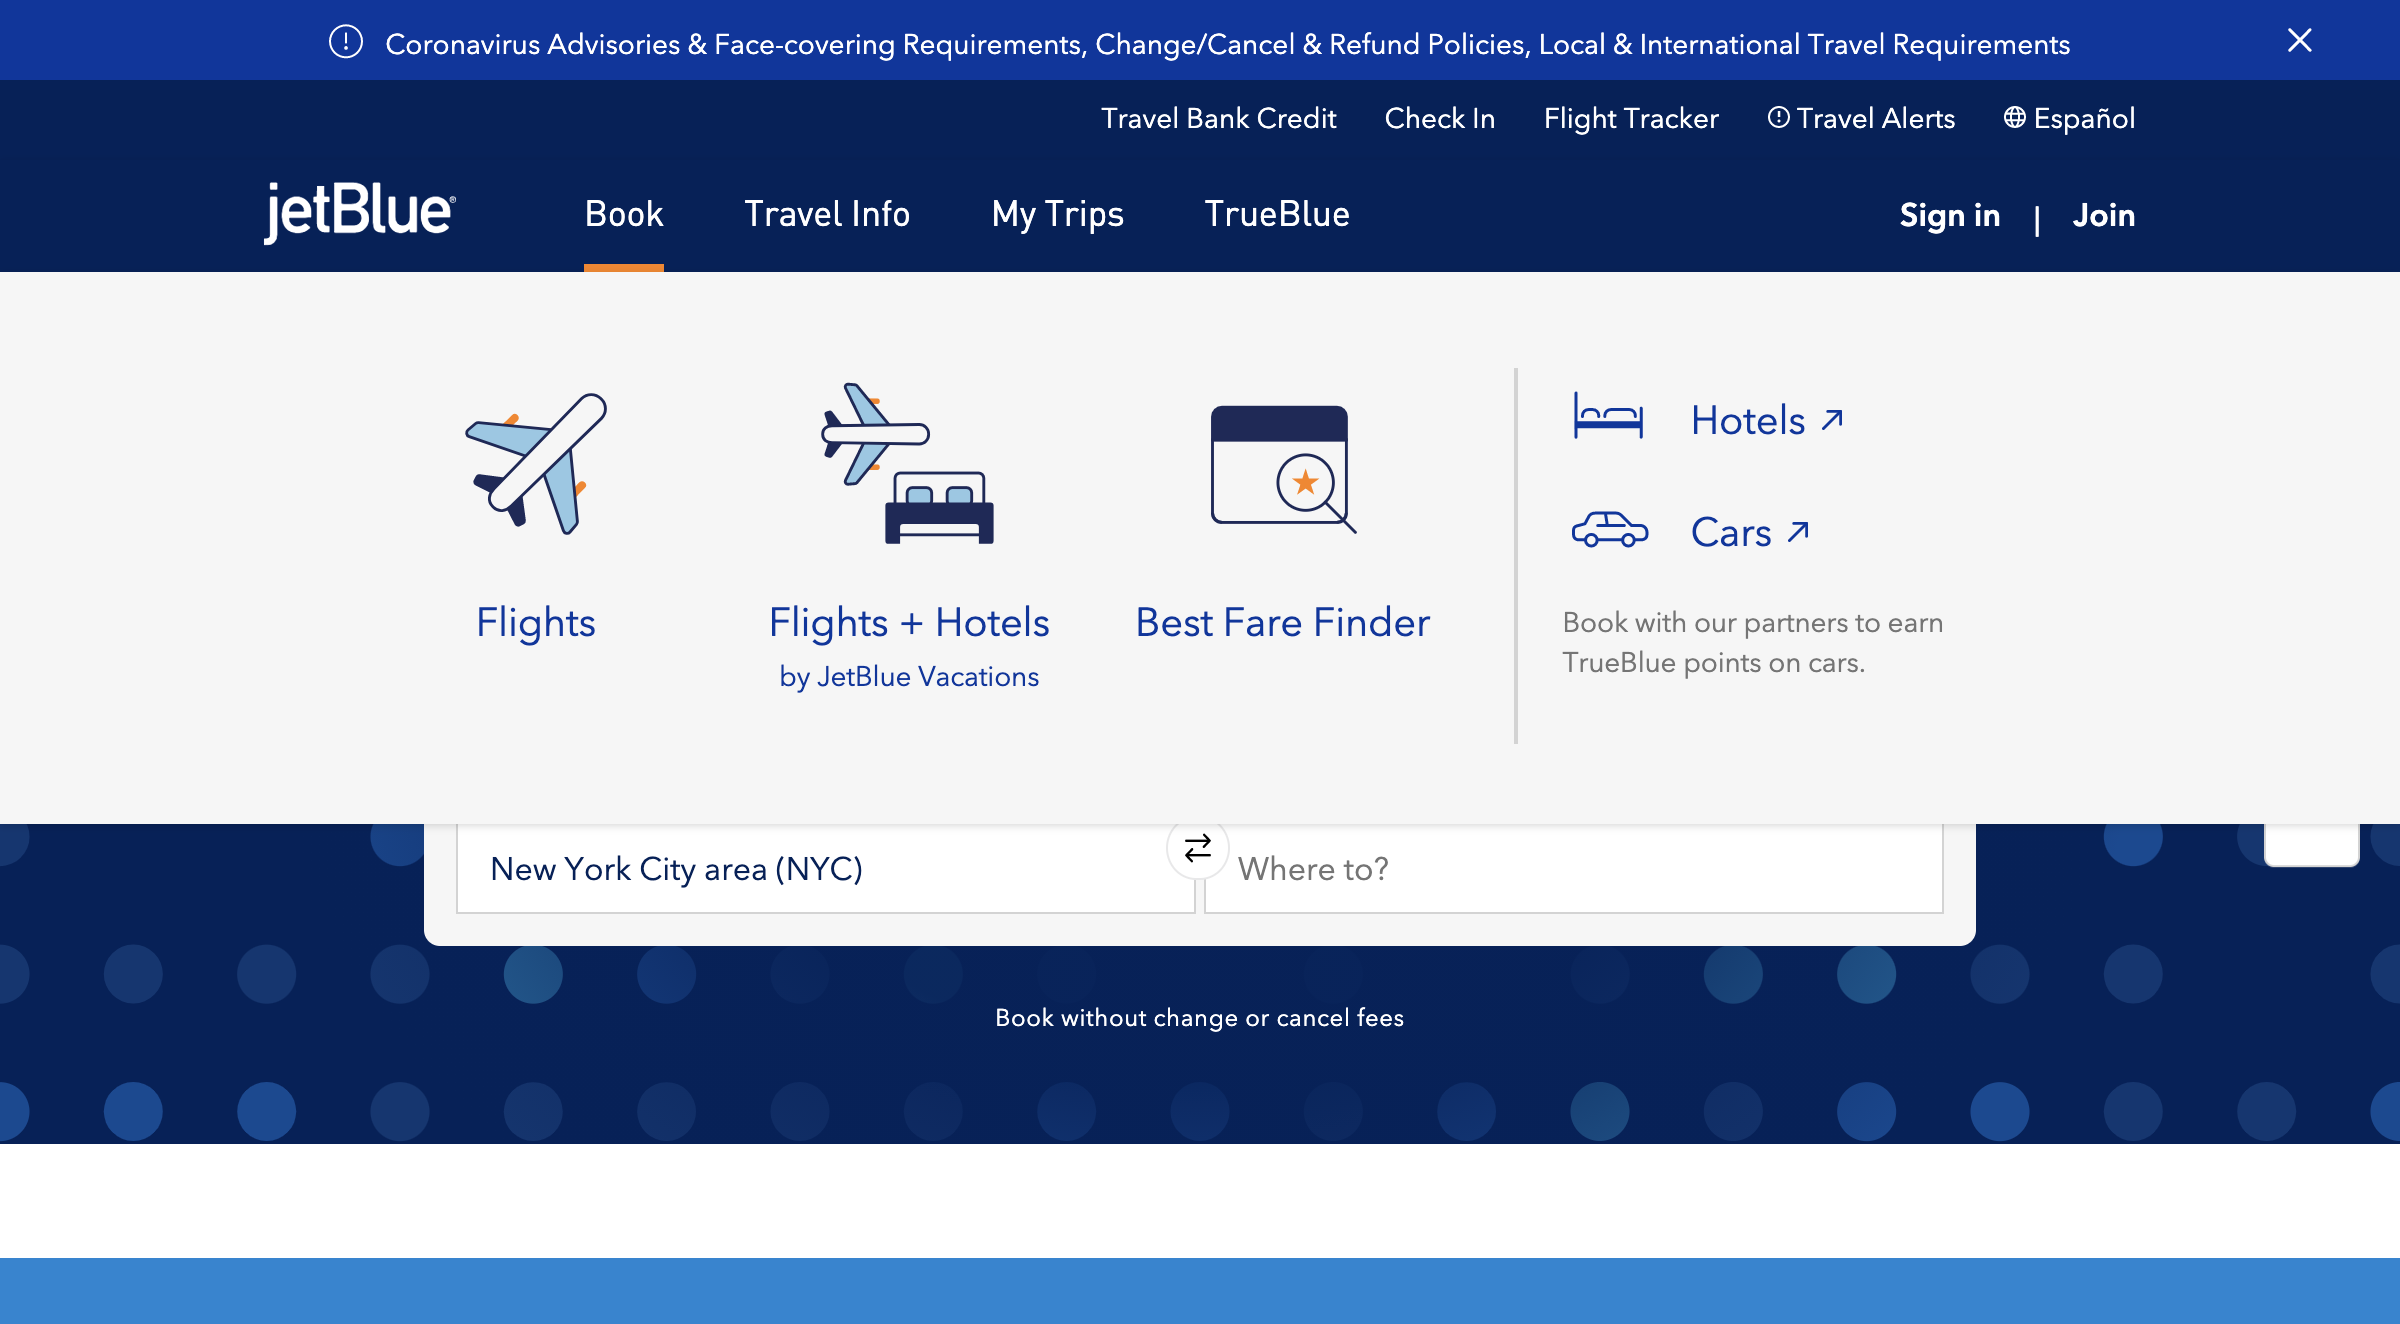 Coronavirus Advisories & Face-covering Requirements, Change/Cancel & Refund Policies, Local & International Travel Requirements
Travel Bank Credit Check In Flight Tracker Travel Alerts Español
jetBlue® Book Travel Info My Trips TrueBlue Sign in | Join
Hotels
Cars
Flights Flights + Hotels Best Fare Finder
by JetBlue Vacations
Book with our partners to earn
TrueBlue points on cars.
New York City area (NYC) Where to?
Book without change or cancel fees